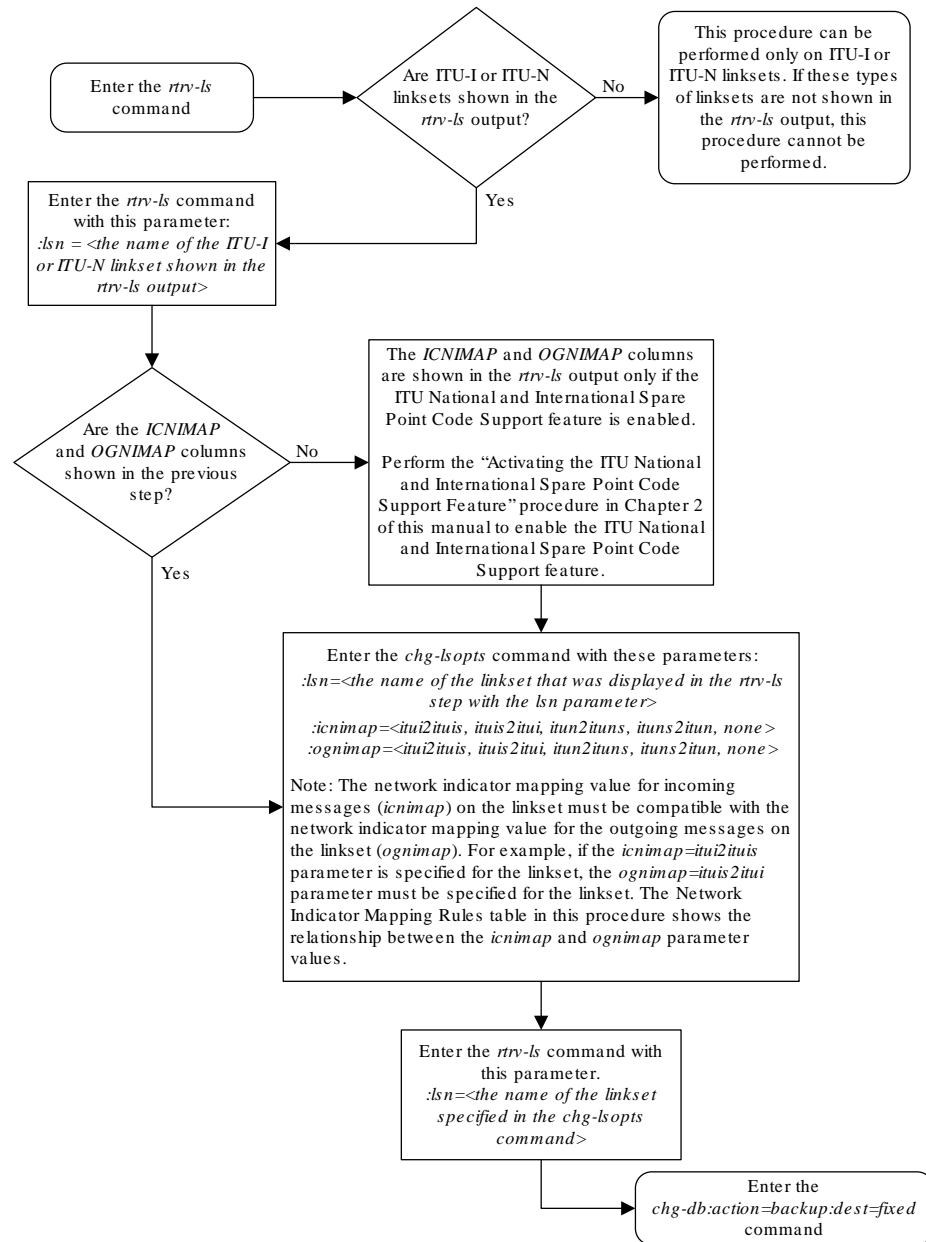 Enter the rtrv-ls
command
Are ITU-I or ITU-N
linksets shown in the
rtrv-ls output?
No
This procedure can be
performed only on ITU-I or
ITU-N linksets. If these types
of linksets are not shown in
the rtrv-ls output, this
procedure cannot be
performed.
Yes
Enter the rtrv-ls command
with this parameter:
:lsn = <the name of the ITU-I
or ITU-N linkset shown in the
rtrv-ls output>
Are the ICNIMAP
and OGNIMAP columns
shown in the previous
step?
No
The ICNIMAP and OGNIMAP columns
are shown in the rtrv-ls output only if the
ITU National and International Spare
Point Code Support feature is enabled.
Perform the “Activating the ITU National
and International Spare Point Code
Support Feature” procedure in Chapter 2
of this manual to enable the ITU National
and International Spare Point Code
Support feature.
Yes
Enter the chg-lsopts command with these parameters:
:lsn=<the name of the linkset that was displayed in the rtrv-ls
step with the lsn parameter>
:icnimap=<itui2ituis, ituis2itui, itun2ituns, ituns2itun, none>
:ognimap=<itui2ituis, ituis2itui, itun2ituns, ituns2itun, none>
Note: The network indicator mapping value for incoming
messages (icnimap) on the linkset must be compatible with the
network indicator mapping value for the outgoing messages on
the linkset (ognimap). For example, if the icnimap=itui2ituis
parameter is specified for the linkset, the ognimap=ituis2itui
parameter must be specified for the linkset. The Network
Indicator Mapping Rules table in this procedure shows the
relationship between the icnimap and ognimap parameter
values.
Enter the rtrv-ls command with
this parameter.
:lsn=<the name of the linkset
specified in the chg-lsopts
command>
Enter the
chg-db:action=backup:dest=fixed
command